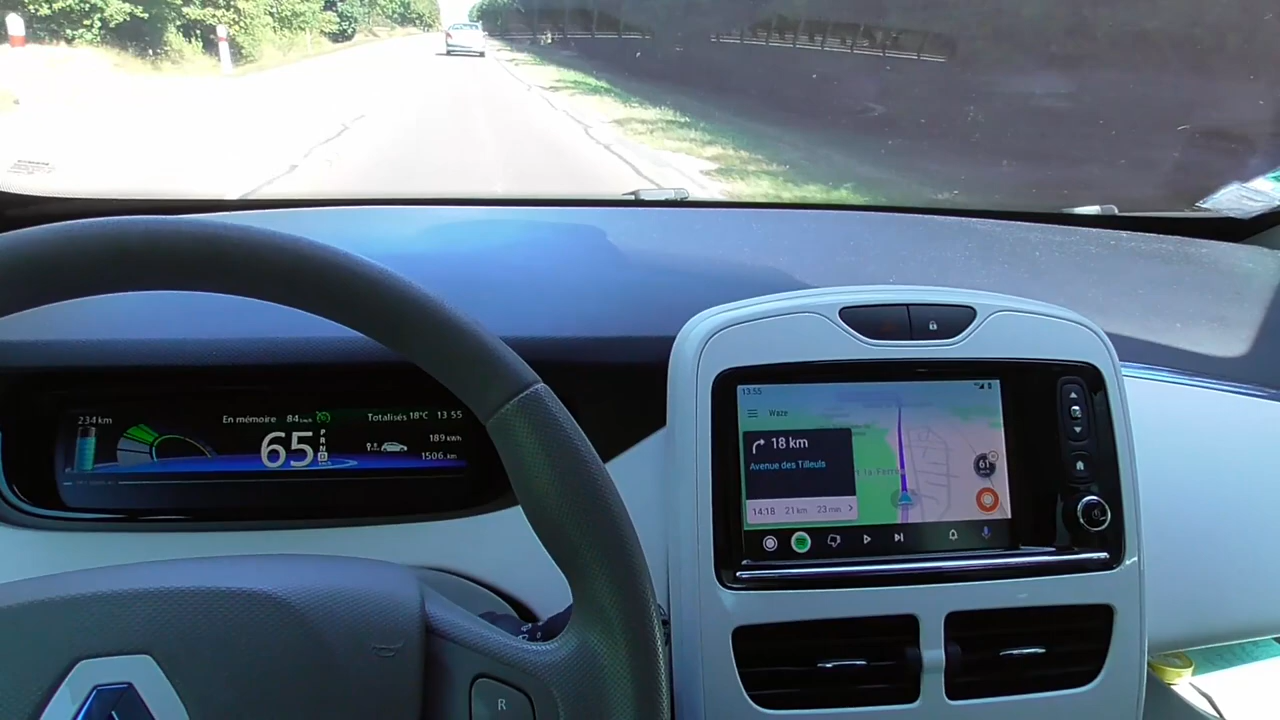 234 km
En mémoire 84 km/h
Totalisés 18°C 13 55
65
km/h
P
R
N
D
189 kWh
1506. km
13:55
Waze
18 km
Avenue des Tilleuls
14:18 21 km 23 min
61
R